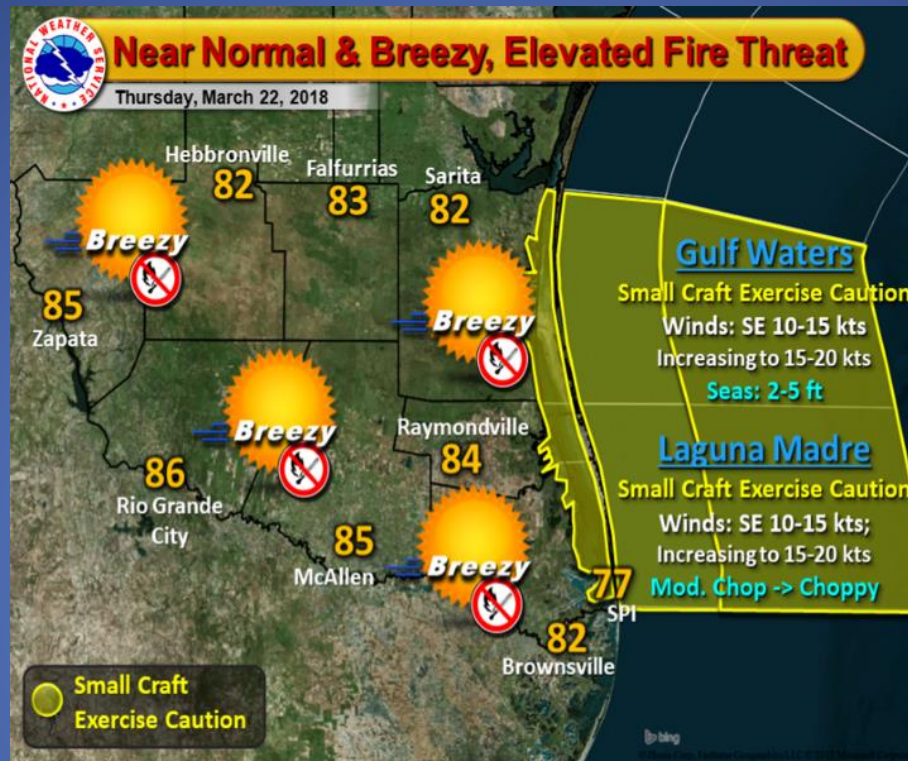 NATIONAL WEATHER SERVICE
Near Normal & Breezy, Elevated Fire Threat
Thursday, March 22, 2018
Hebbronville
82
Falfurrias
83
Sarita
82
Breezy
85
Zapata
Breezy
Gulf Waters
Small Craft Exercise Caution
Winds: SE 10-15 kts
Increasing to 15-20 kts
Seas: 2-5 ft
Breezy
Raymondville
84
86
Rio Grande
City
85
McAllen
Breezy
Laguna Madre
Small Craft Exercise Caution
Winds: SE 10-15 kts;
Increasing to 15-20 kts
Mod. Chop -> Choppy
77
SPI
82
Brownsville
Small Craft
Exercise Caution
bing